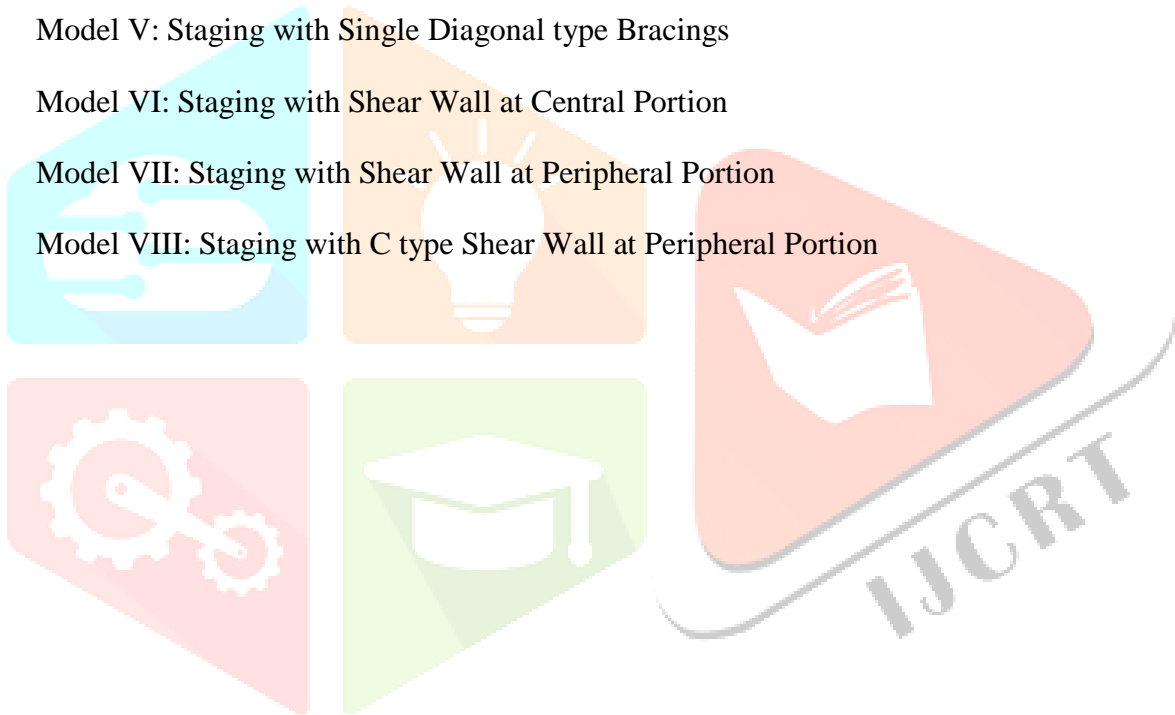 Model V: Staging with Single Diagonal type Bracings
Model VI: Staging with Shear Wall at Central Portion
Model VII: Staging with Shear Wall at Peripheral Portion
Model VIII: Staging with C type Shear Wall at Peripheral Portion
IJCRT